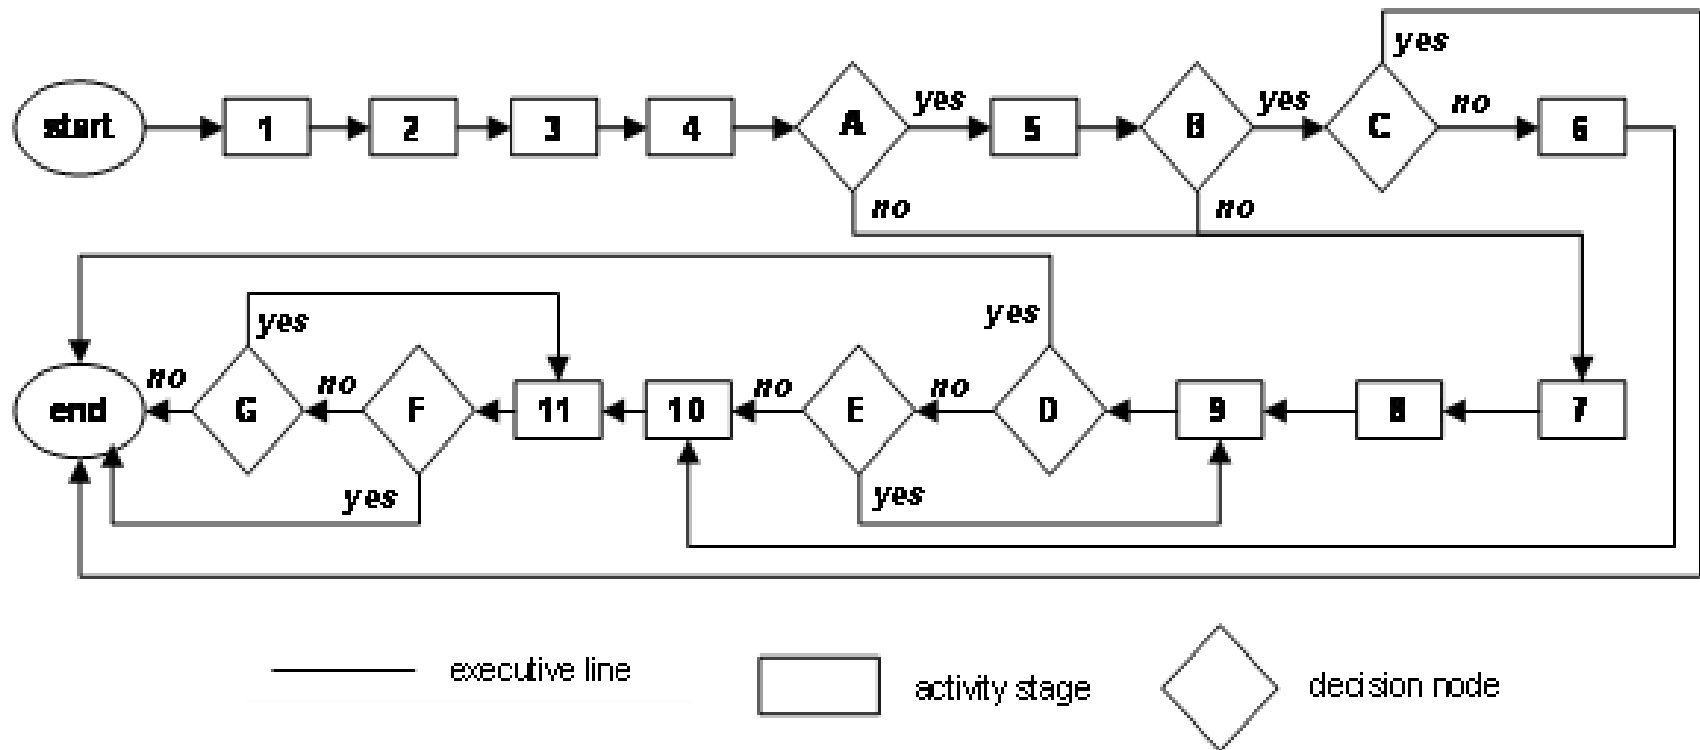 yes
start 1 2 3 4 A yes 5 B yes C no 6
no no
yes yes
no no no no
end G F 11 10 E D 9 8 7
yes yes
executive line activity stage decision node